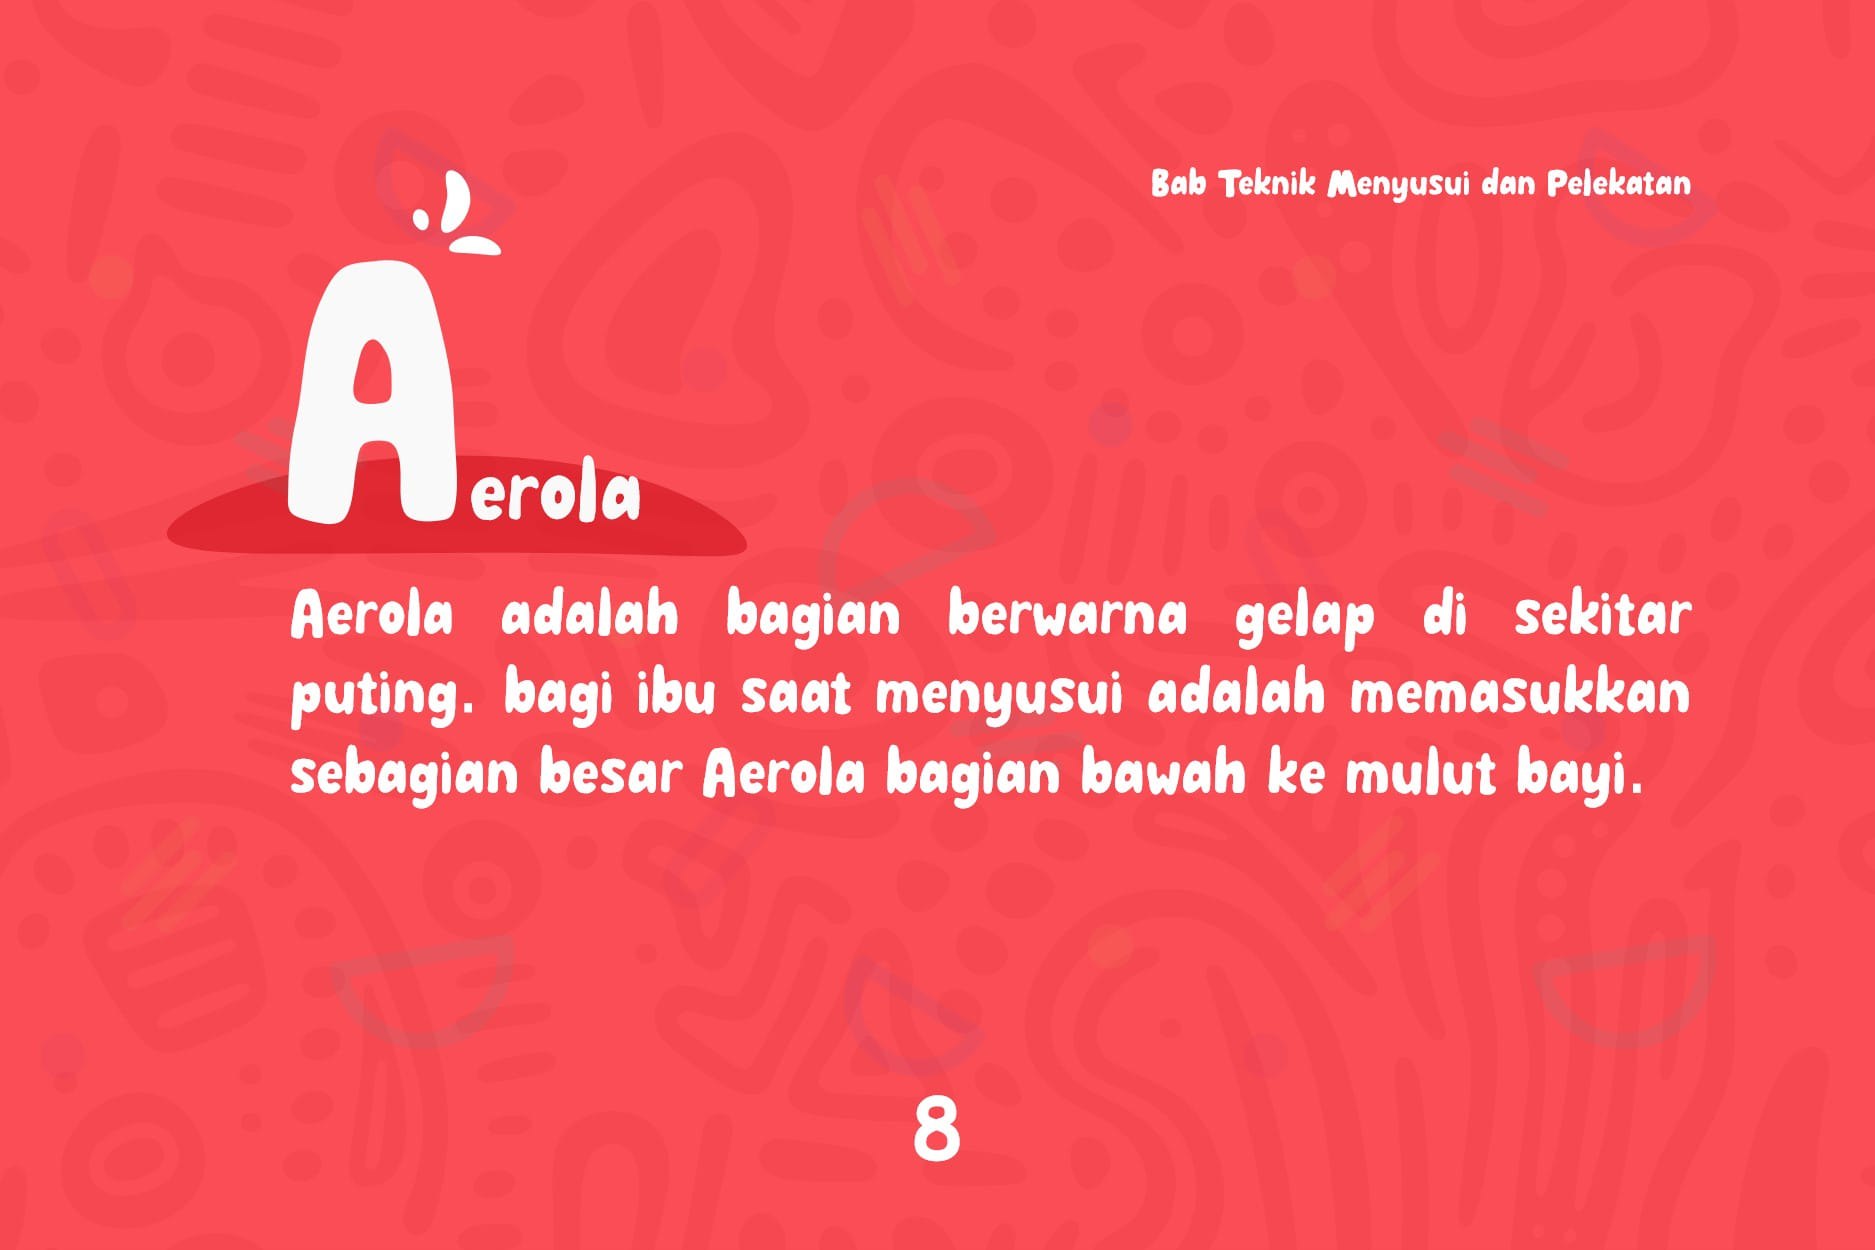 Bab Teknik Menyusui dan Pelekatan
Aerola
Aerola adalah bagian berwarna gelap di sekitar
puting. bagi ibu saat menyusui adalah memasukkan
sebagian besar Aerola bagian bawah ke mulut bayi.
8